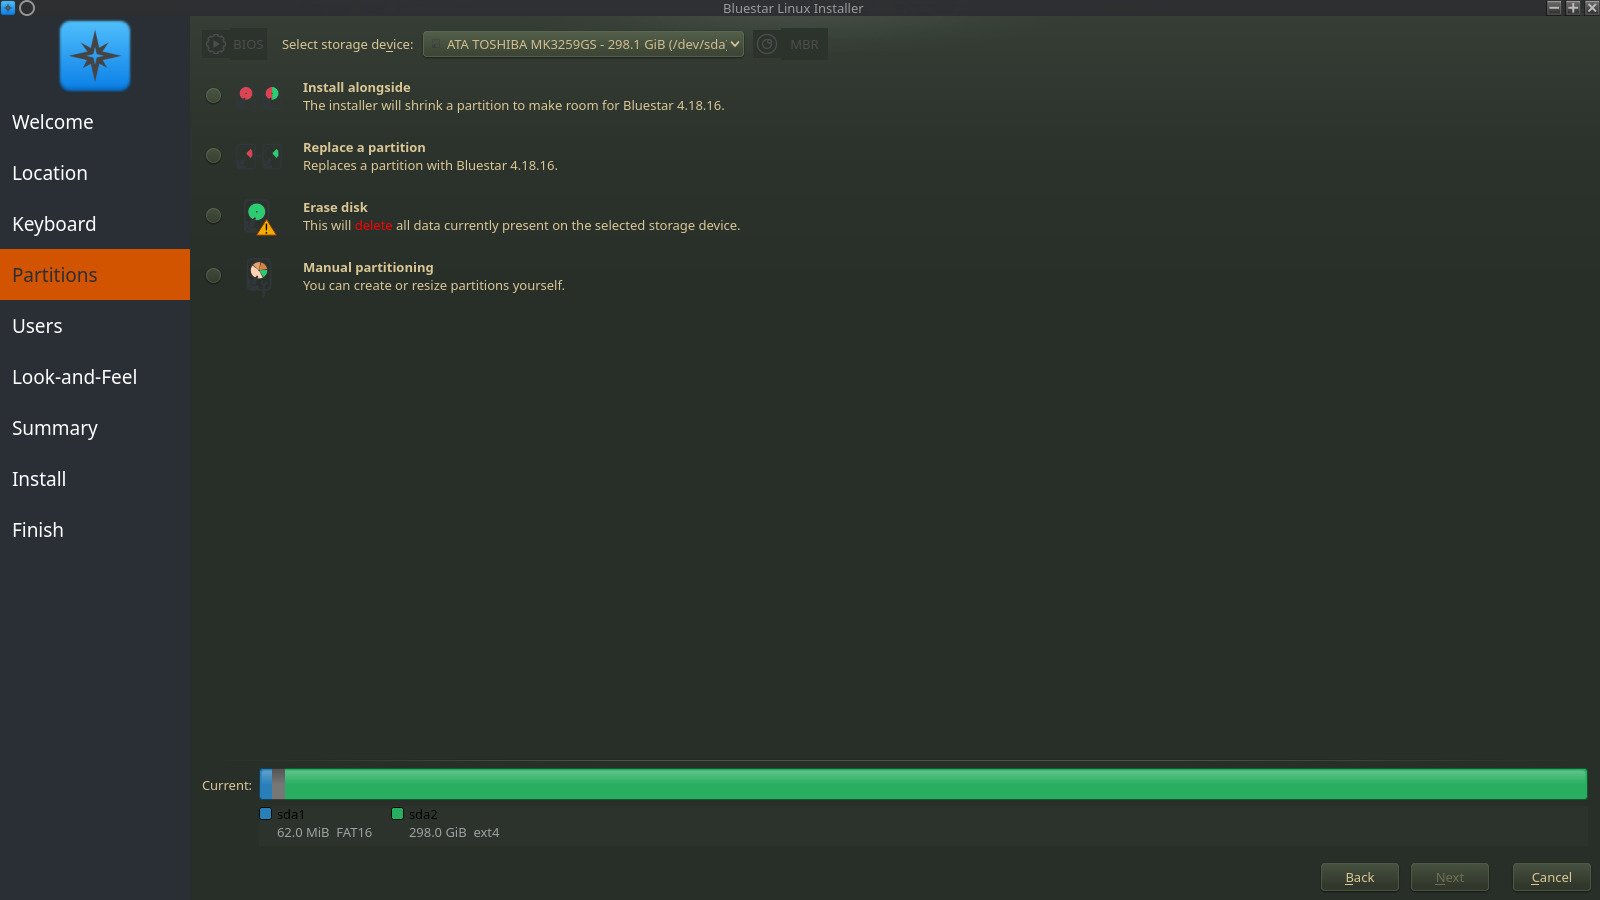 Bluestar Linux Installer
BIOS
Select storage device:
ATA TOSHIBA MK3259GS - 298.1 GiB (/dev/sda)
MBR
Welcome
Location
Keyboard
Partitions
Users
Look-and-Feel
Summary
Install
Finish
Install alongside
The installer will shrink a partition to make room for Bluestar 4.18.16.
Replace a partition
Replaces a partition with Bluestar 4.18.16.
Erase disk
This will delete all data currently present on the selected storage device.
Manual partitioning
You can create or resize partitions yourself.
Current:
sda1
62.0 MiB FAT16
sda2
298.0 GiB ext4
Back
Next
Cancel